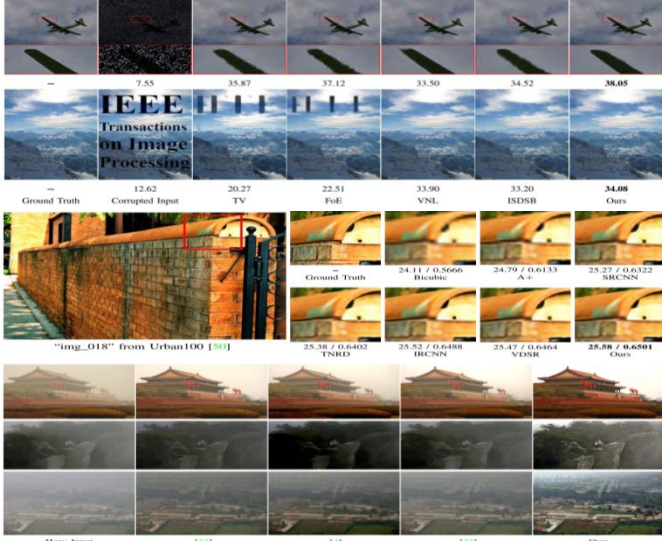 – 7.55 35.87 37.12 33.50 34.52 38.05
IEEE
Transactions
on Image
Processing
– 12.62 20.27 22.51 33.90 33.20 34.08
Ground Truth Corrupted Input TV FoE VNL ISDSB Ours
– 24.11 / 0.5666 24.79 / 0.6133 25.27 / 0.6322
Ground Truth Bicubic A+ SRCNN
25.38 / 0.6402 25.52 / 0.6488 25.47 / 0.6464 25.58 / 0.6501
"img_018" from Urban100 [50] TNRD IRCNN VDSR Ours